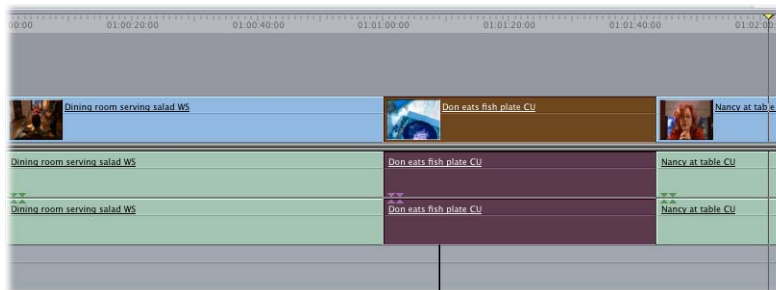 00:00 01:00:20:00 01:00:40:00 01:01:00:00 01:01:20:00 01:01:40:00 01:02:00
Dining room serving salad WS Don eats fish plate CU Nancy at table
Dining room serving salad WS Don eats fish plate CU Nancy at table CU
Dining room serving salad WS Don eats fish plate CU Nancy at table CU